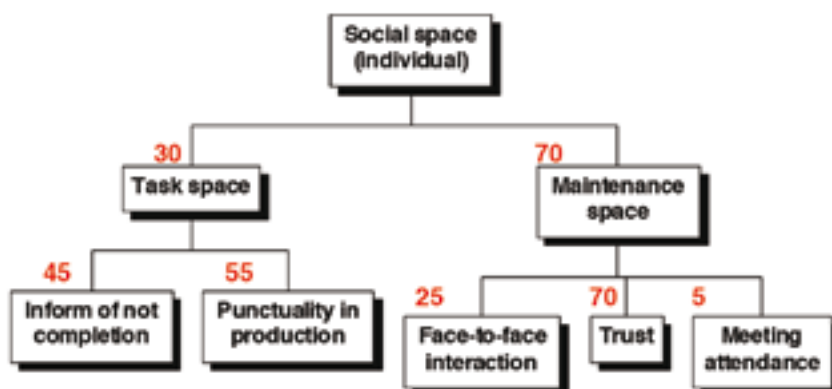 Social space
(individual)
30
70
Task space
Maintenance
space
45
55
25
70
5
Inform of not
completion
Punctuality in
production
Face-to-face
interaction
Trust
Meeting
attendance